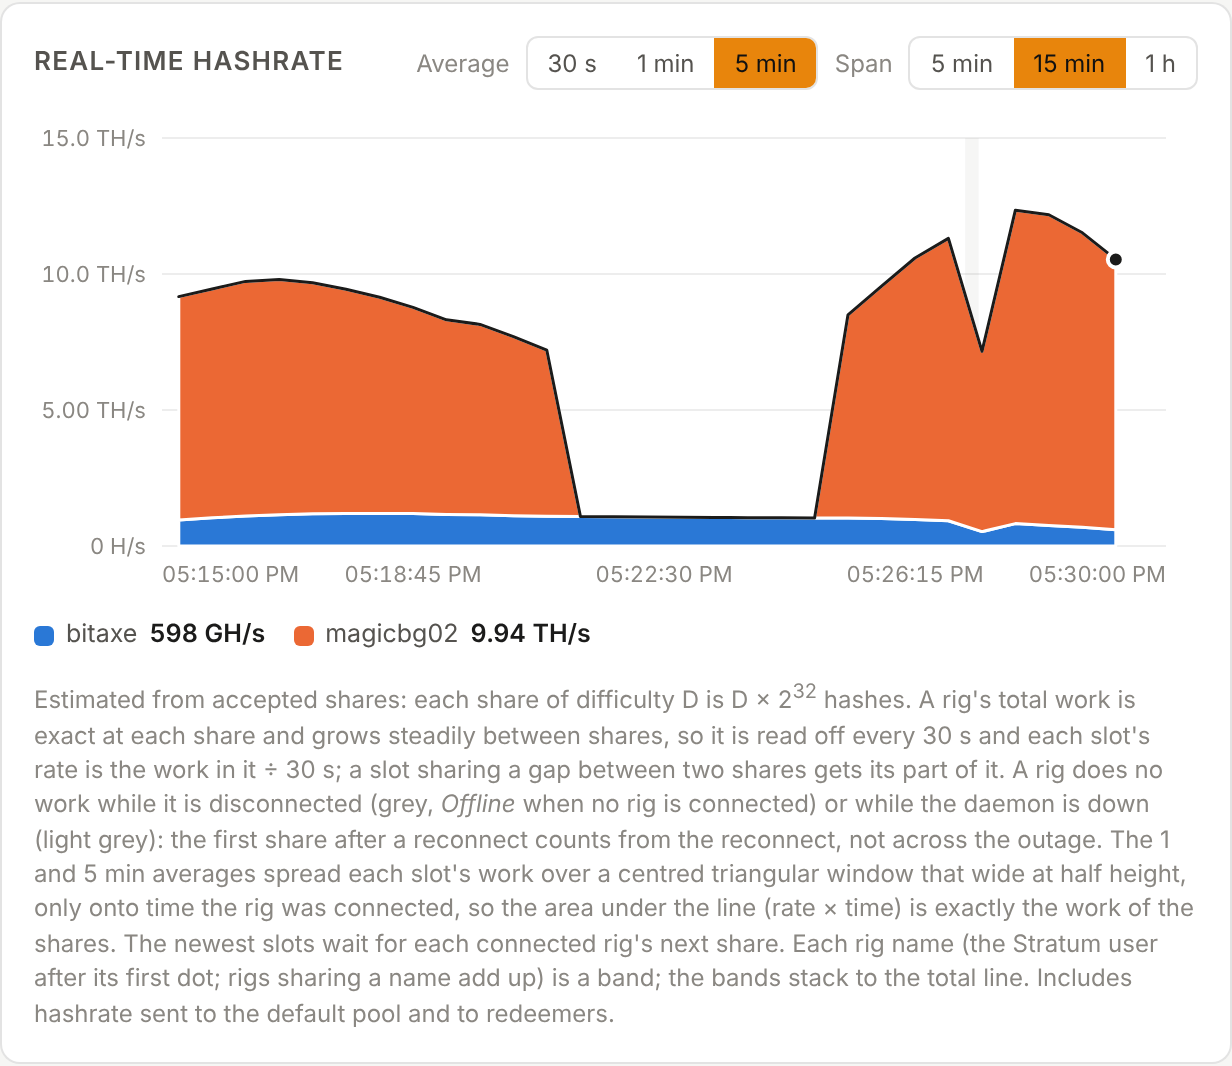 REAL-TIME HASHRATE
Average 30 s 1 min 5 min Span 5 min 15 min 1 h
15.0 TH/s
10.0 TH/s
5.00 TH/s
0 H/s
05:15:00 PM 05:18:45 PM 05:22:30 PM 05:26:15 PM 05:30:00 PM
bitaxe 598 GH/s magicbg02 9.94 TH/s
Estimated from accepted shares: each share of difficulty D is D × 2³² hashes. A rig's total work is
exact at each share and grows steadily between shares, so it is read off every 30 s and each slot's
rate is the work in it ÷ 30 s; a slot sharing a gap between two shares gets its part of it. A rig does no
work while it is disconnected (grey, Offline when no rig is connected) or while the daemon is down
(light grey): the first share after a reconnect counts from the reconnect, not across the outage. The 1
and 5 min averages spread each slot's work over a centred triangular window that wide at half height,
only onto time the rig was connected, so the area under the line (rate × time) is exactly the work of the
shares. The newest slots wait for each connected rig's next share. Each rig name (the Stratum user
after its first dot; rigs sharing a name add up) is a band; the bands stack to the total line. Includes
hashrate sent to the default pool and to redeemers.